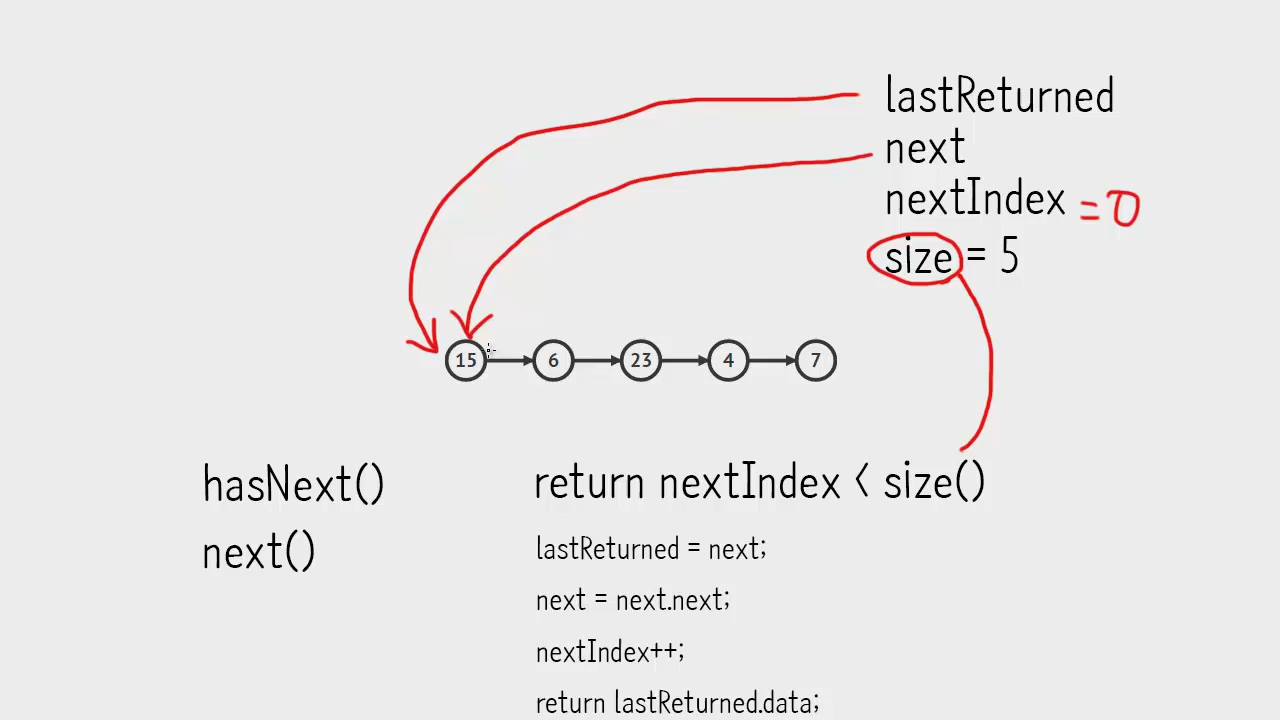 lastReturned
next
nextIndex = 0
size = 5
15 6 23 4 7
hasNext() return nextIndex < size()
next() lastReturned = next;
next = next.next;
nextIndex++;
return lastReturned.data;